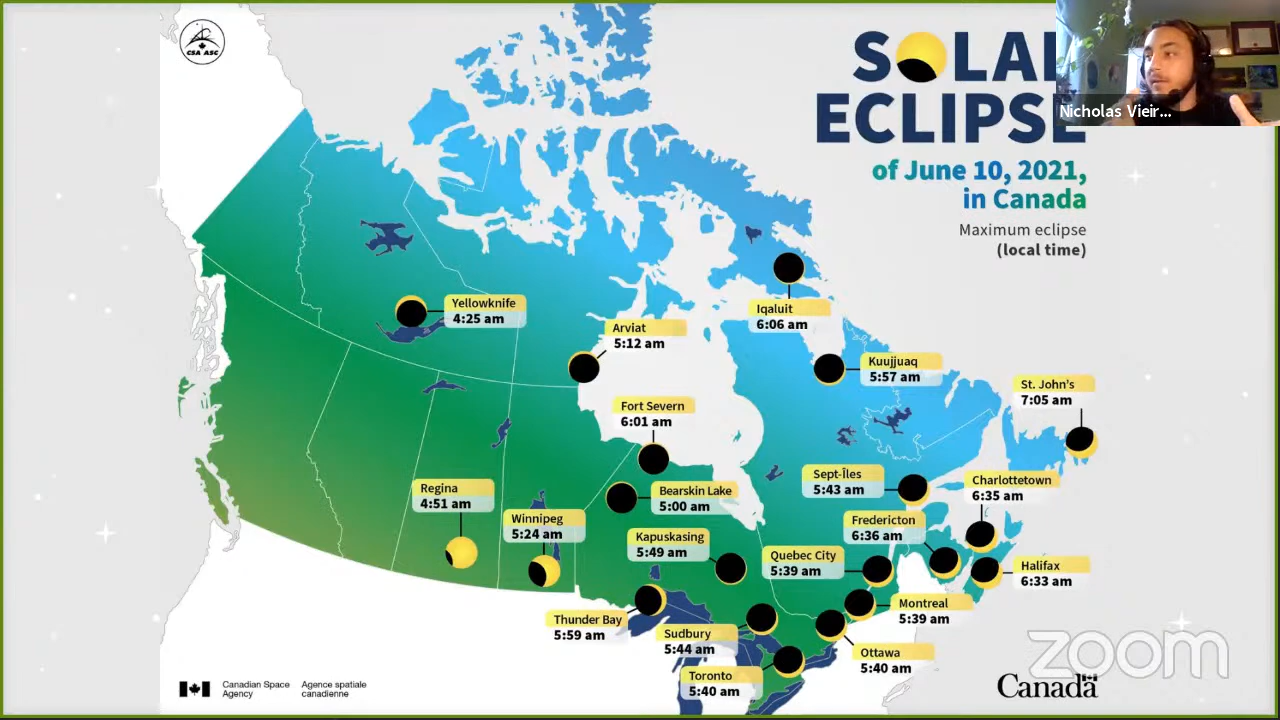 CSA ASC
SOLAR
ECLIPSE
of June 10, 2021,
in Canada
Maximum eclipse
(local time)
Nicholas Vieir...
Yellowknife
4:25 am
Arviat
5:12 am
Iqaluit
6:06 am
Kuujjuaq
5:57 am
St. John's
7:05 am
Fort Severn
6:01 am
Bearskin Lake
5:00 am
Sept-Îles
5:43 am
Charlottetown
6:35 am
Regina
4:51 am
Winnipeg
5:24 am
Kapuskasing
5:49 am
Fredericton
6:36 am
Quebec City
5:39 am
Halifax
6:33 am
Thunder Bay
5:59 am
Sudbury
5:44 am
Montreal
5:39 am
Toronto
5:40 am
Ottawa
5:40 am
Canadian Space Agency
Agence spatiale canadienne
zoom
Canada